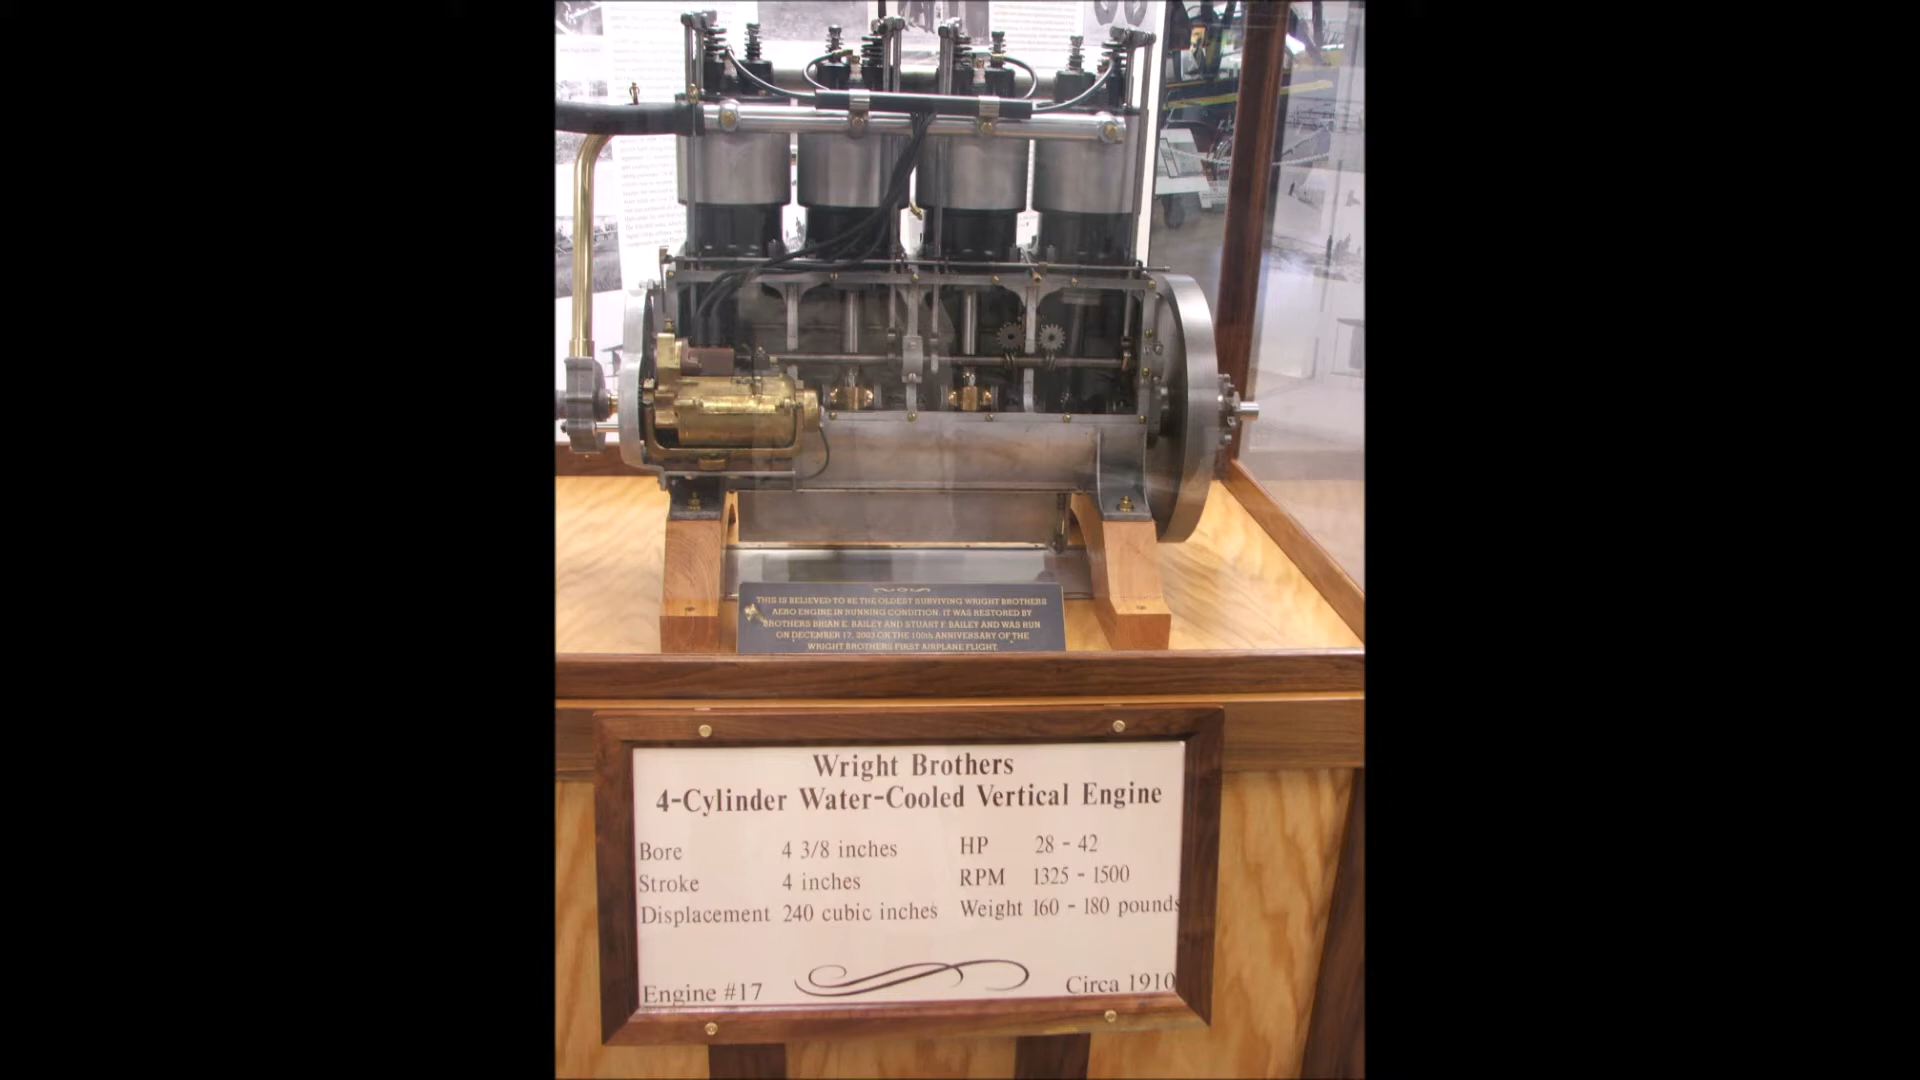 THIS IS BELIEVED TO BE THE OLDEST SURVIVING WRIGHT BROTHERS
AERO ENGINE IN RUNNING CONDITION. IT WAS RESTORED BY
BROTHERS BRIAN E. BAILEY AND STUART F. BAILEY AND WAS RUN
ON DECEMBER 17, 2003 ON THE 100th ANNIVERSARY OF THE
WRIGHT BROTHERS FIRST AIRPLANE FLIGHT.
Wright Brothers
4-Cylinder Water-Cooled Vertical Engine
Bore 4 3/8 inches HP 28 - 42
Stroke 4 inches RPM 1325 - 1500
Displacement 240 cubic inches Weight 160 - 180 pounds
Engine #17 Circa 1910